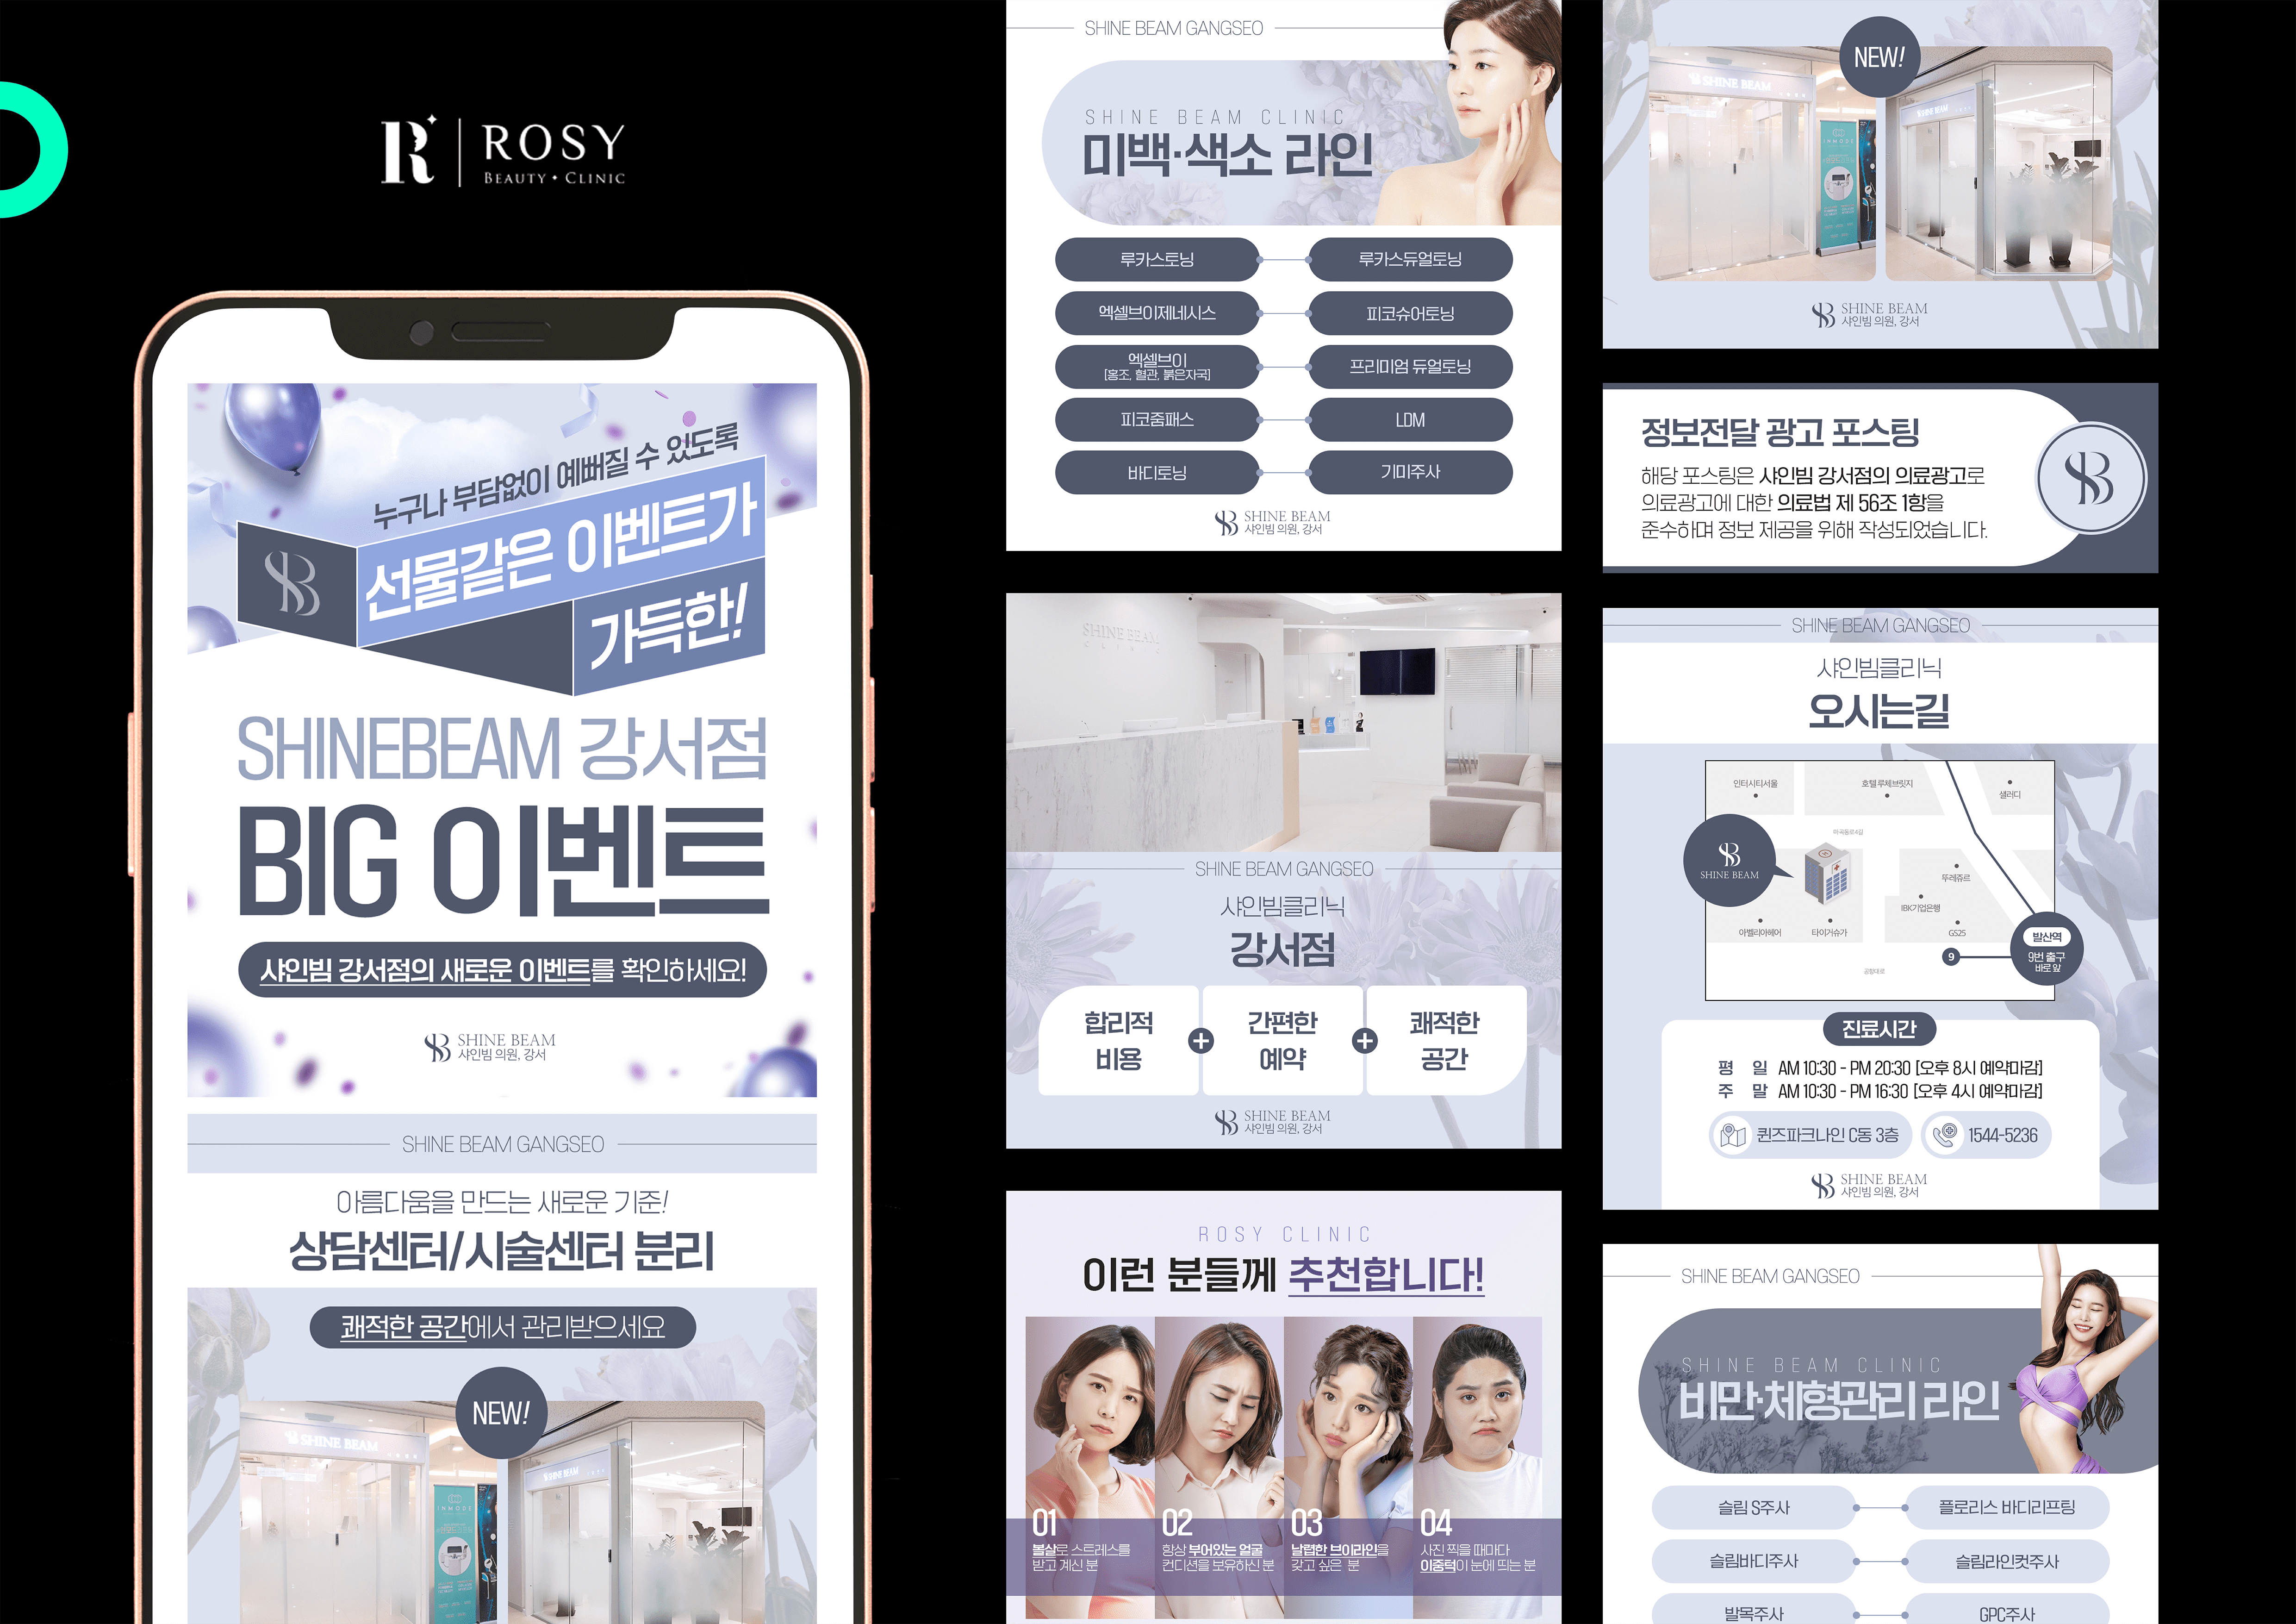 R | ROSY
BEAUTY • CLINIC
누구나 부담없이 예뻐질 수 있도록
선물같은 이벤트가
가득한!
SHINEBEAM 강서점
BIG 이벤트
샤인빔 강서점의 새로운 이벤트를 확인하세요!
SHINE BEAM
샤인빔 의원, 강서
SHINE BEAM GANGSEO
아름다움을 만드는 새로운 기준!
상담센터/시술센터 분리
쾌적한 공간에서 관리받으세요
NEW!
SHINE BEAM
SHINE BEAM
INMODE
SHINE BEAM GANGSEO
SHINE BEAM CLINIC
미백·색소 라인
루카스토닝
루카스듀얼토닝
엑셀브이제네시스
피코슈어토닝
엑셀브이
[홍조, 혈관, 붉은자국]
프리미엄 듀얼토닝
피코줌패스
LDM
바디토닝
기미주사
SHINE BEAM
샤인빔 의원, 강서
SHINE BEAM
CLINIC
SHINE BEAM GANGSEO
샤인빔클리닉
강서점
합리적
비용
간편한
예약
쾌적한
공간
SHINE BEAM
샤인빔 의원, 강서
ROSY CLINIC
이런 분들께 추천합니다!
01
볼살로 스트레스를
받고 계신 분
02
항상 부어있는 얼굴
컨디션을 보유하신 분
03
날렵한 브이라인을
갖고 싶은 분
04
사진 찍을 때마다
이중턱이 눈에 띄는 분
NEW!
SHINE BEAM
SHINE BEAM
INMODE
SHINE BEAM
샤인빔 의원, 강서
정보전달 광고 포스팅
해당 포스팅은 샤인빔 강서점의 의료광고로
의료광고에 대한 의료법 제 56조 1항을
준수하며 정보 제공을 위해 작성되었습니다.
SHINE BEAM GANGSEO
샤인빔클리닉
오시는길
인터시티서울
호텔 루체브릿지
샐러디
마곡동로4길
SHINE BEAM
뚜레쥬르
IBK기업은행
아벨리아헤어
타이거슈가
GS25
발산역
9번 출구
바로 앞
9
공항대로
진료시간
평 일 AM 10:30 - PM 20:30 [오후 8시 예약마감]
주 말 AM 10:30 - PM 16:30 [오후 4시 예약마감]
퀸즈파크나인 C동 3층
1544-5236
SHINE BEAM
샤인빔 의원, 강서
SHINE BEAM GANGSEO
SHINE BEAM CLINIC
비만·체형관리 라인
슬림 S주사
플로리스 바디리프팅
슬림바디주사
슬림라인컷주사
발목주사
GPC주사